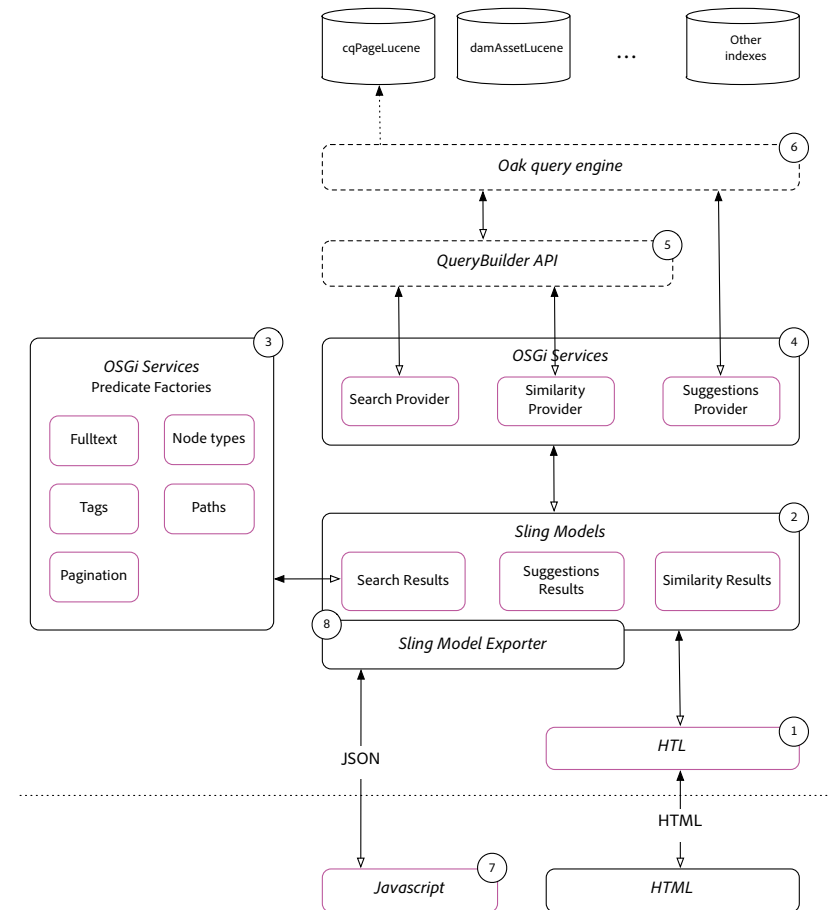 cqPageLucene
damAssetLucene
...
Other
indexes
6
Oak query engine
5
QueryBuilder API
3
OSGi Services
Predicate Factories
Fulltext
Node types
Tags
Paths
Pagination
4
OSGi Services
Search Provider
Similarity
Provider
Suggestions
Provider
2
Sling Models
Search Results
Suggestions
Results
Similarity Results
8
Sling Model Exporter
1
HTL
JSON
HTML
7
Javascript
HTML